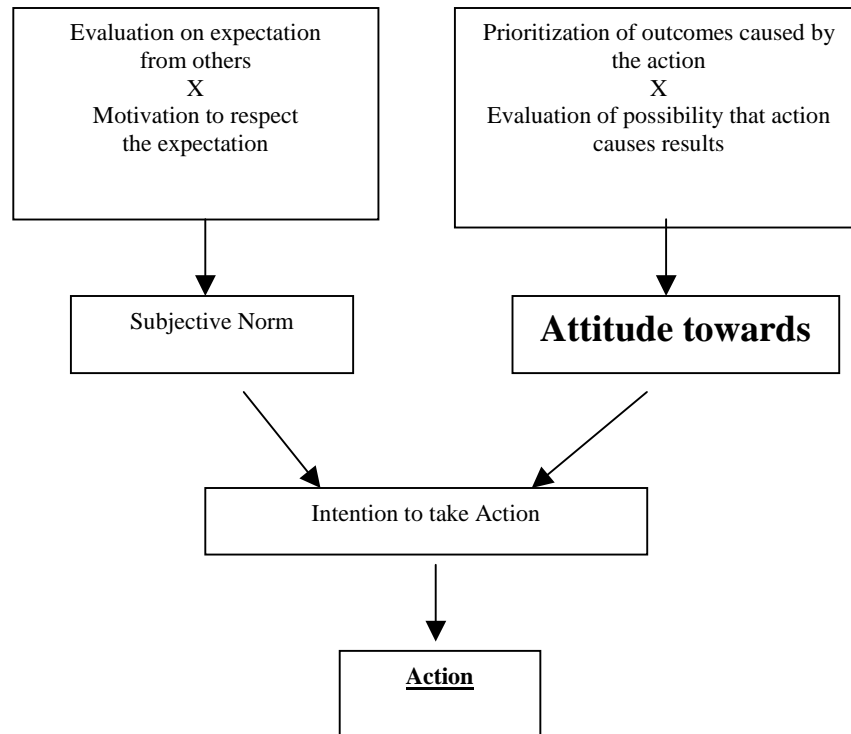 Evaluation on expectation
from others
X
Motivation to respect
the expectation
Prioritization of outcomes caused by
the action
X
Evaluation of possibility that action
causes results
Subjective Norm
Attitude towards
Intention to take Action
Action